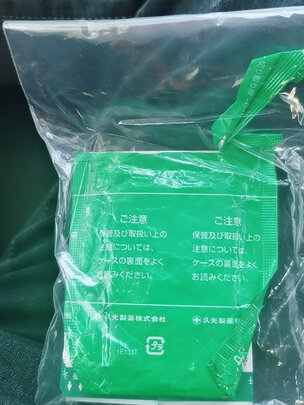 ご注意
保管及び取扱い上の
注意については、
ケースの裏面をよく
お読みください。
ご注意
保管及び取扱い上の
注意については、
ケースの裏面をよく
お読みください。
久光製薬株式会社
久光製薬株
1E133T